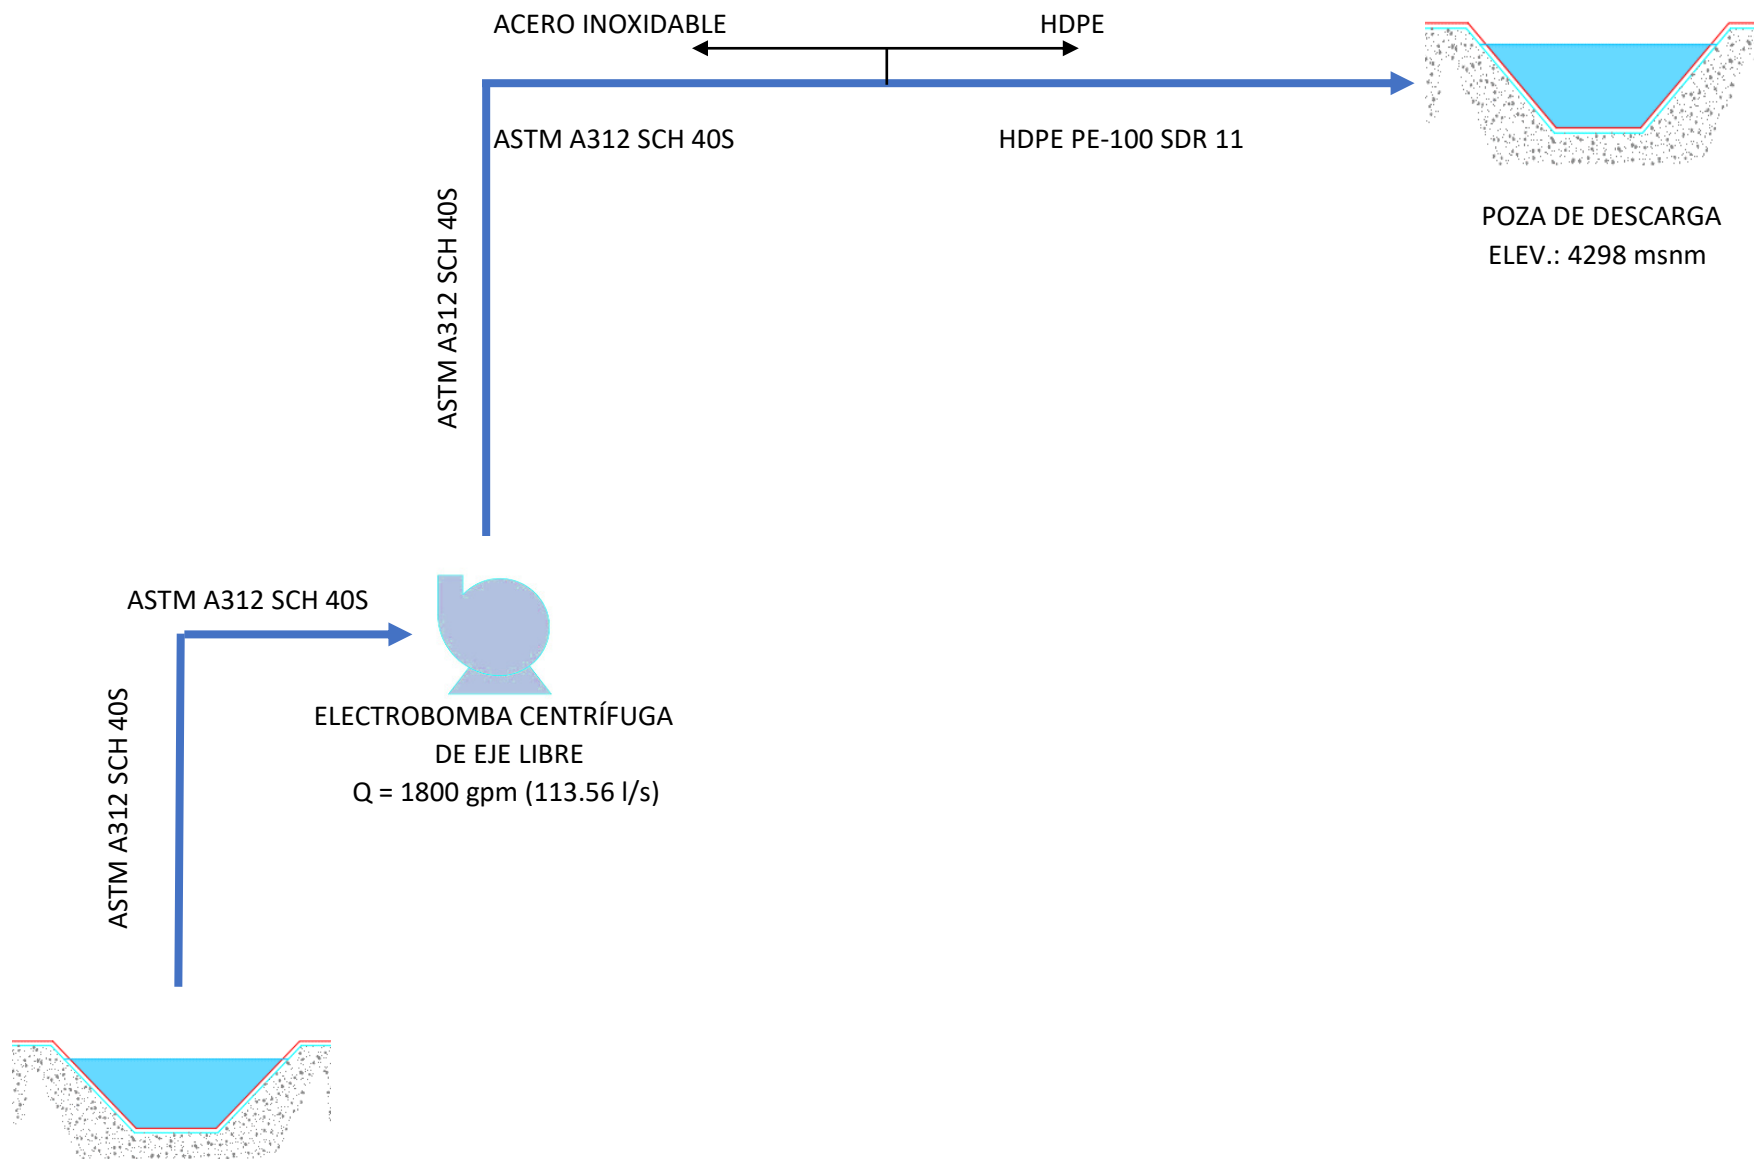 ACERO INOXIDABLE
HDPE
ASTM A312 SCH 40S
HDPE PE-100 SDR 11
ASTM A312 SCH 40S
POZA DE DESCARGA
ELEV.: 4298 msnm
ASTM A312 SCH 40S
ASTM A312 SCH 40S
ELECTROBOMBA CENTRÍFUGA
DE EJE LIBRE
Q = 1800 gpm (113.56 l/s)